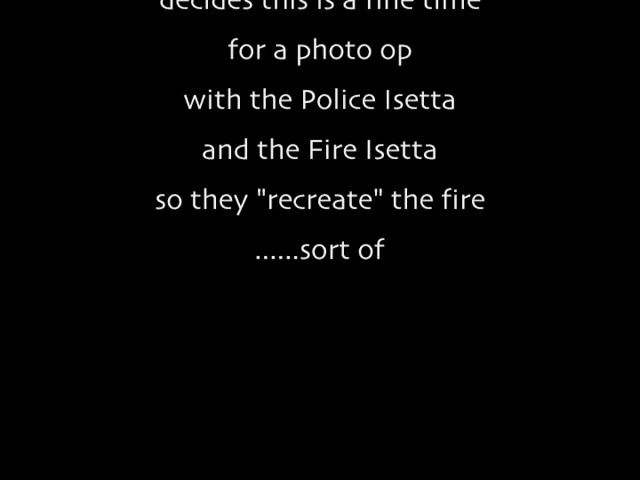 decides this is a fine time
for a photo op
with the Police Isetta
and the Fire Isetta
so they "recreate" the fire
......sort of